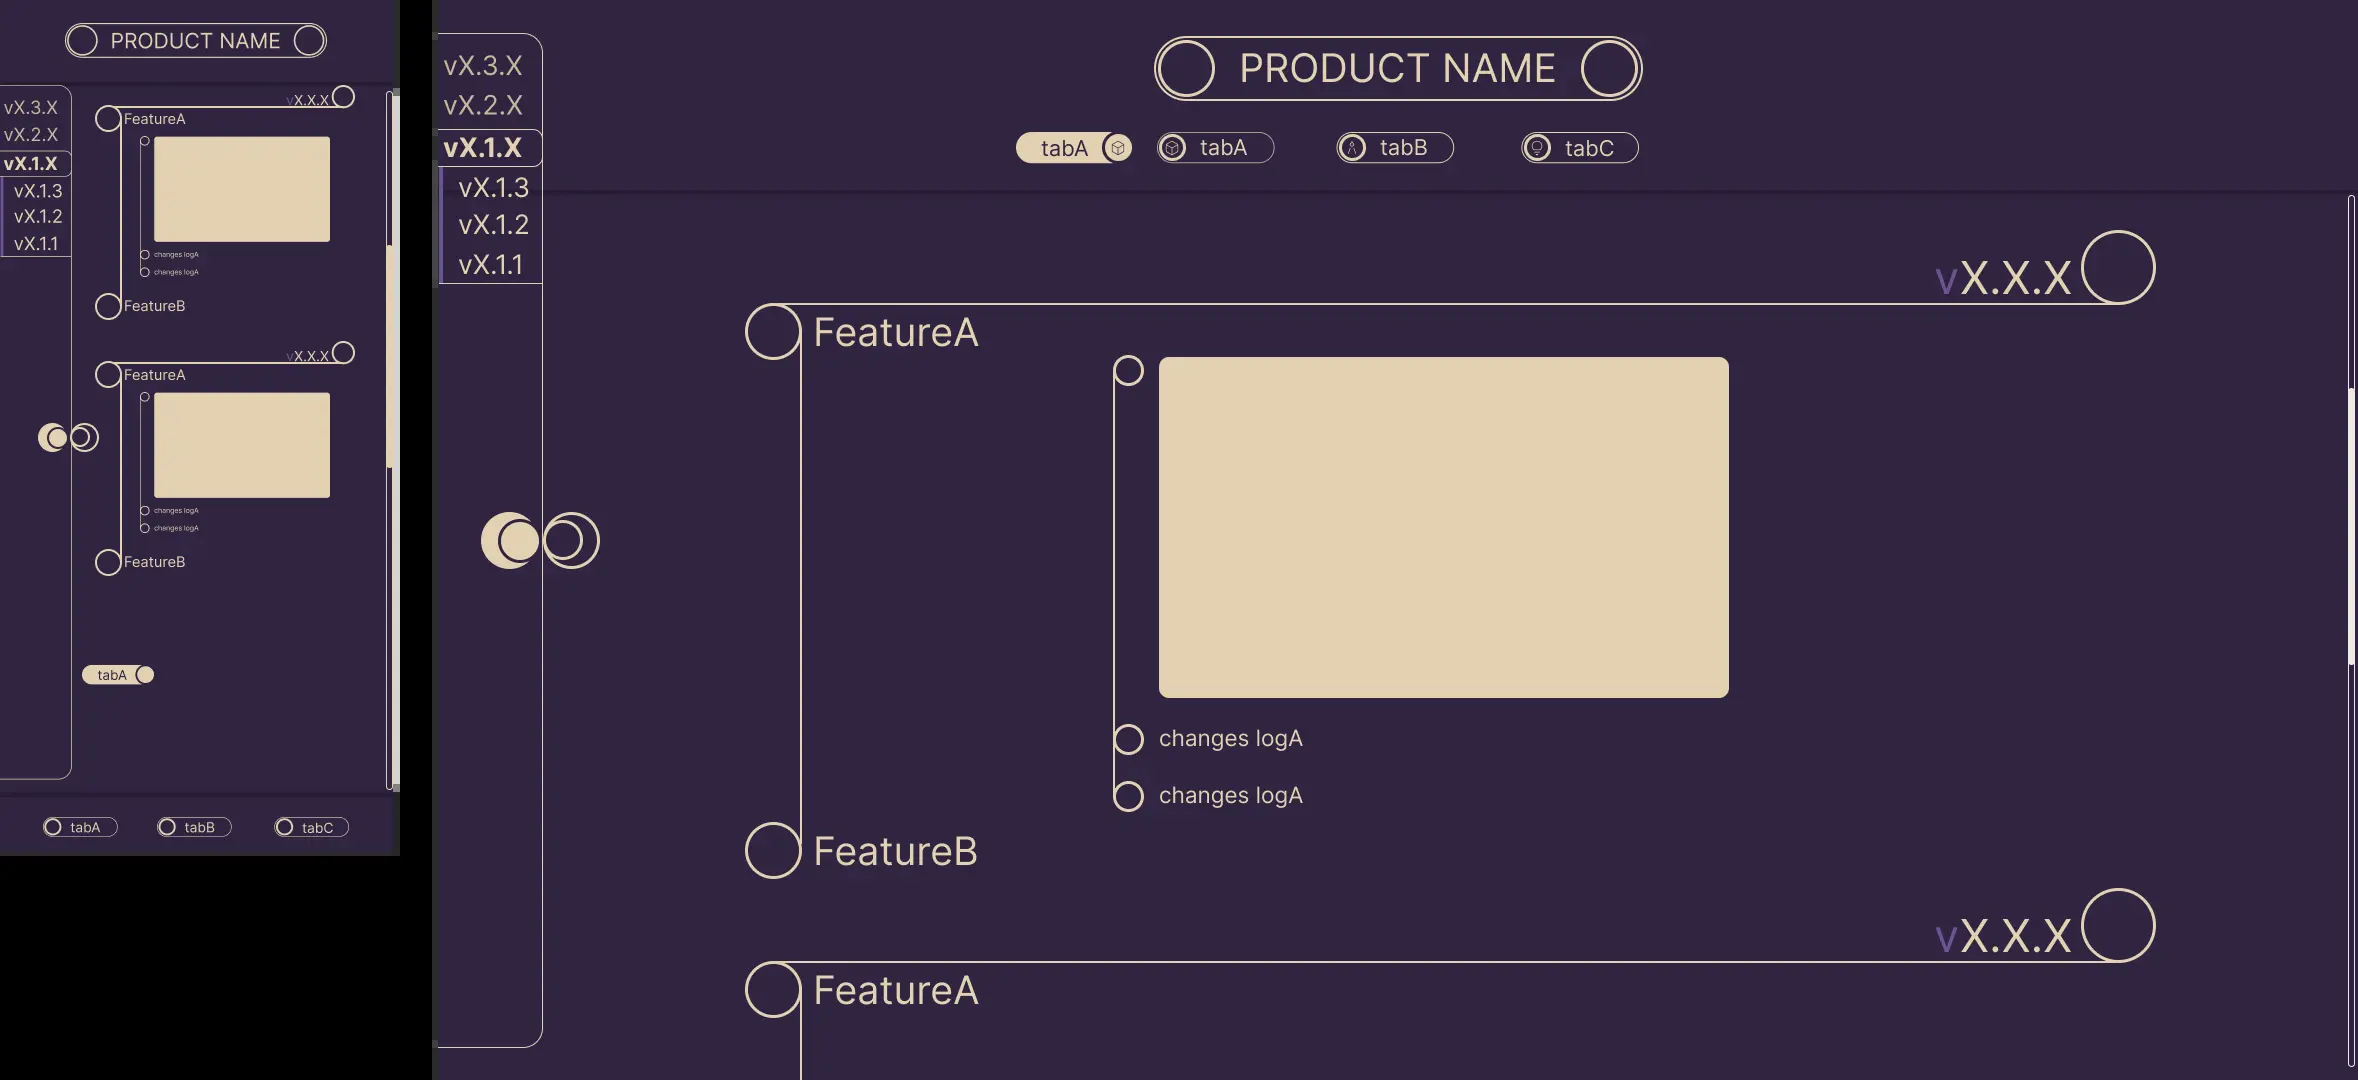 PRODUCT NAME
vX.3.X
vX.2.X
vX.1.X
vX.1.3
vX.1.2
vX.1.1
vX.X.X
FeatureA
changes logA
changes logA
FeatureB
vX.X.X
FeatureA
changes logA
changes logA
FeatureB
tabA
tabA
tabB
tabC
PRODUCT NAME
tabA
tabA
tabB
tabC
vX.3.X
vX.2.X
vX.1.X
vX.1.3
vX.1.2
vX.1.1
vX.X.X
FeatureA
changes logA
changes logA
FeatureB
vX.X.X
FeatureA